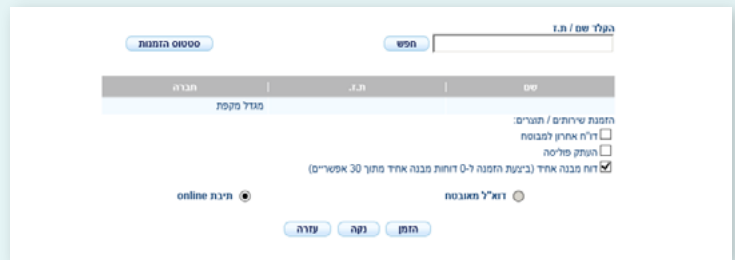 הקלד שם / ת.ז
חפש סטטוס הזמנות
שם | ת.ז. | חברה
מגדל מקפת
הזמנת שירותים / תוצרים:
דו"ח אחרון למבוטח
העתק פוליסה
דוח מבנה אחיד (ביצעת הזמנה ל-0 דוחות מבנה אחיד מתוך 30 אפשריים)
דוא"ל מאובטח תיבת online
הזמן נקה עזרה